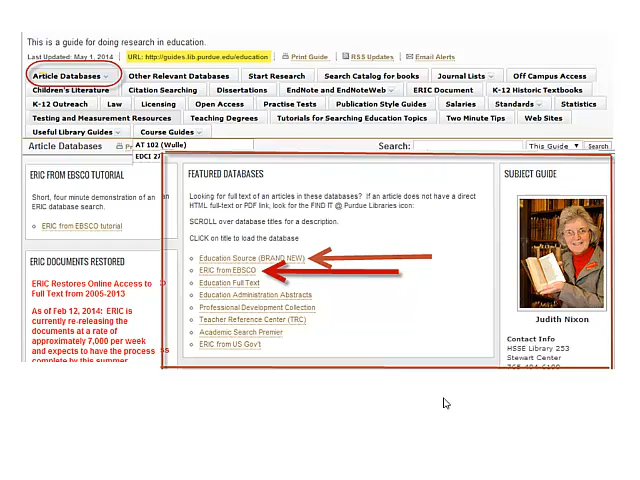 This is a guide for doing research in education.
Last Updated: May 1, 2014 URL: http://guides.lib.purdue.edu/education Print Guide RSS Updates Email Alerts
Article Databases Other Relevant Databases Start Research Search Catalog for books Journal Lists Off Campus Access
Children's Literature Citation Searching Dissertations EndNote and EndNoteWeb ERIC Document K-12 Historic Textbooks
K-12 Outreach Law Licensing Open Access Practise Tests Publication Style Guides Salaries Standards Statistics
Testing and Measurement Resources Teaching Degrees Tutorials for Searching Education Topics Two Minute Tips Web Sites
Useful Library Guides Course Guides
Article Databases AT 102 (Wulle) Search: This Guide Search
EDCI 27
ERIC FROM EBSCO TUTORIAL
Short, four minute demonstration of an
ERIC database search.
ERIC from EBSCO tutorial
ERIC DOCUMENTS RESTORED
ERIC Restores Online Access to
Full Text from 2005-2013
As of Feb 12, 2014: ERIC is
currently re-releasing the
documents at a rate of
approximately 7,000 per week
and expects to have the process
complete by this summer
FEATURED DATABASES
Looking for full text of an articles in these databases? If an article does not have a direct
HTML full-text or PDF link, look for the FIND IT @ Purdue Libraries icon:
SCROLL over database titles for a description.
CLICK on title to load the database
Education Source (BRAND NEW)
ERIC from EBSCO
Education Full Text
Education Administration Abstracts
Professional Development Collection
Teacher Reference Center (TRC)
Academic Search Premier
ERIC from US Gov't
SUBJECT GUIDE
Judith Nixon
Contact Info
HSSE Library 253
Stewart Center